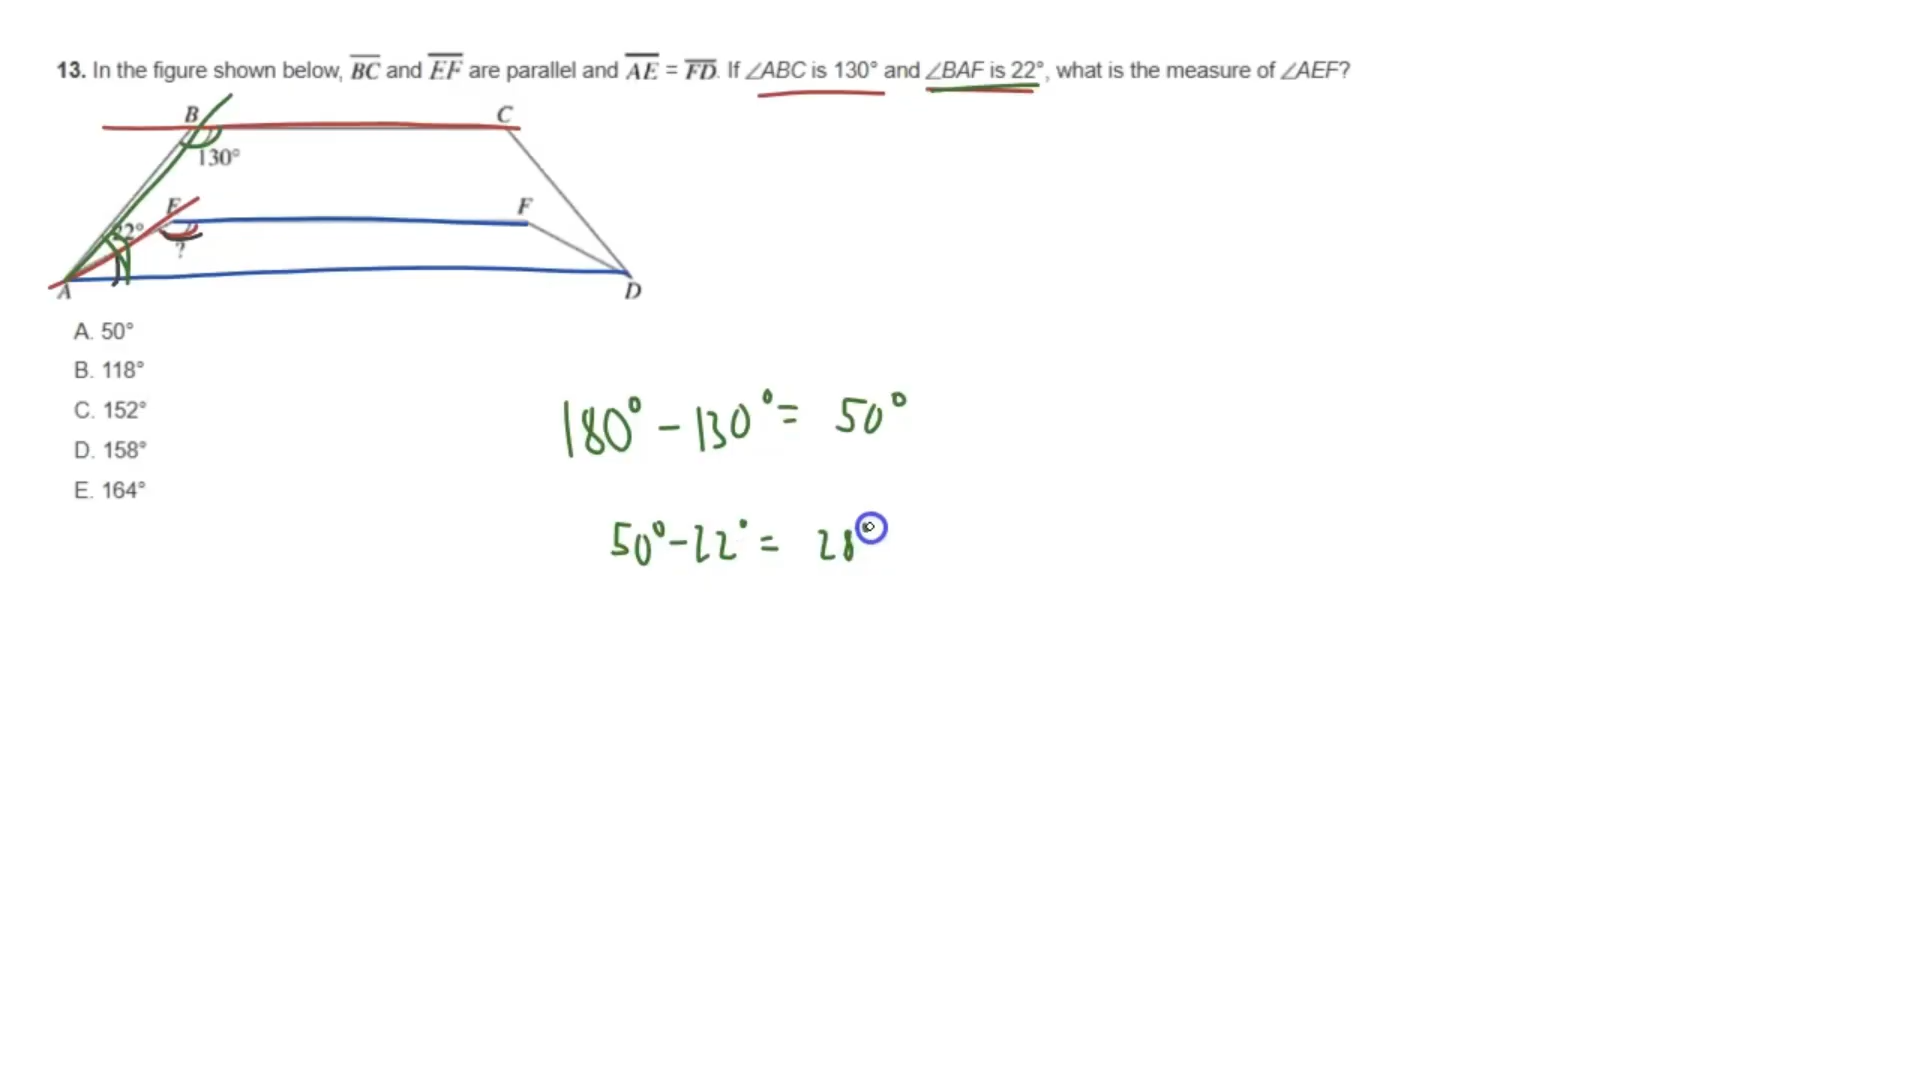 13. In the figure shown below, BC and EF are parallel and AE = FD. If ∠ABC is 130° and ∠BAF is 22°, what is the measure of ∠AEF?
B C
130°
E F
22°
?
A D
A. 50°
B. 118°
C. 152°
D. 158°
E. 164°
180° - 130° = 50°
50° - 22° = 28°